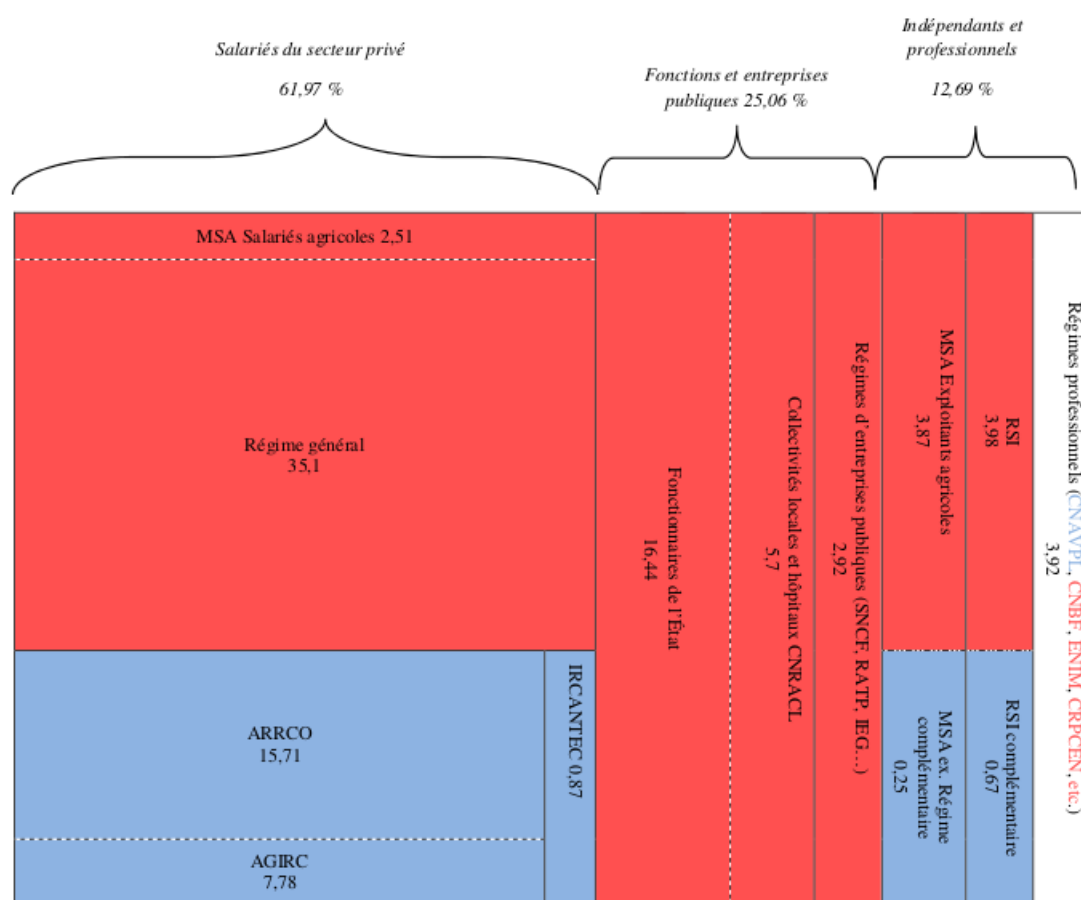 Salariés du secteur privé
61,97 %
Fonctions et entreprises
publiques 25,06 %
Indépendants et
professionnels
12,69 %
MSA Salariés agricoles 2,51
Régime général
35,1
ARRCO
15,71
AGIRC
7,78
IRCANTEC 0,87
Fonctionnaires de l'État
16,44
Collectivités locales et hôpitaux CNRACL
5,7
Régimes d'entreprises publiques (SNCF, RATP, IEG…)
2,92
MSA Exploitants agricoles
3,87
MSA ex. Régime
complémentaire
0,25
RSI
3,98
RSI complémentaire
0,67
Régimes professionnels (CNAVPL, CNBF, ENIM, CRPCEN, etc.)
3,92